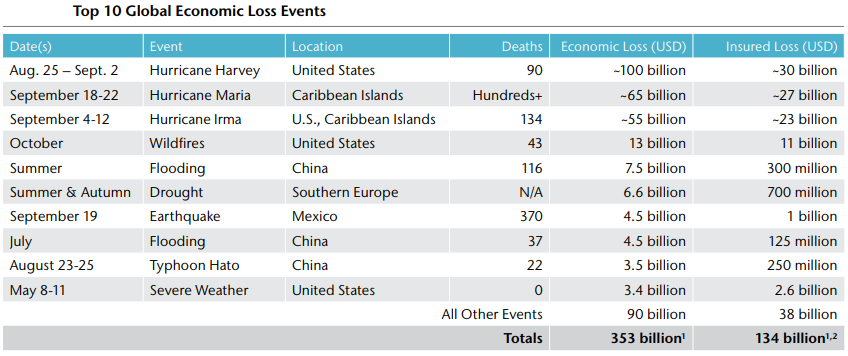 Top 10 Global Economic Loss Events
Date(s) Event Location Deaths Economic Loss (USD) Insured Loss (USD)
Aug. 25 – Sept. 2 Hurricane Harvey United States 90 ~100 billion ~30 billion
September 18-22 Hurricane Maria Caribbean Islands Hundreds+ ~65 billion ~27 billion
September 4-12 Hurricane Irma U.S., Caribbean Islands 134 ~55 billion ~23 billion
October Wildfires United States 43 13 billion 11 billion
Summer Flooding China 116 7.5 billion 300 million
Summer & Autumn Drought Southern Europe N/A 6.6 billion 700 million
September 19 Earthquake Mexico 370 4.5 billion 1 billion
July Flooding China 37 4.5 billion 125 million
August 23-25 Typhoon Hato China 22 3.5 billion 250 million
May 8-11 Severe Weather United States 0 3.4 billion 2.6 billion
All Other Events 90 billion 38 billion
Totals 353 billion¹ 134 billion¹,²